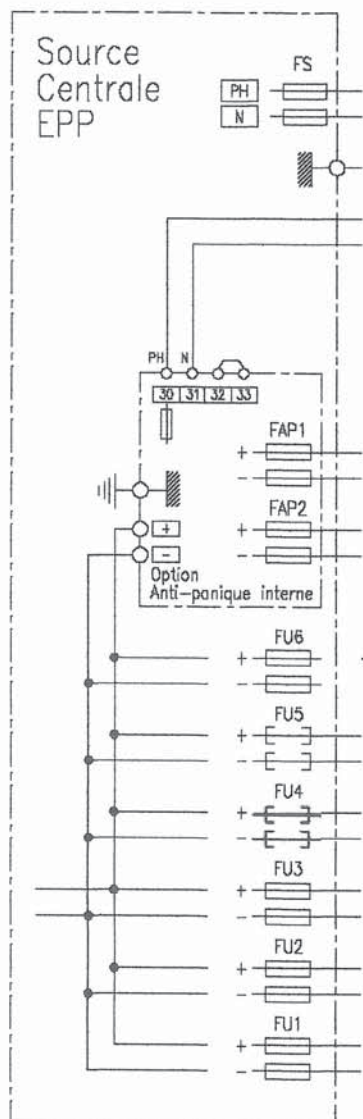 Source
Centrale
EPP
FS
PH
N
PH N
30 31 32 33
FAP1
+
-
FAP2
+
+
-
-
Option
Anti-panique interne
FU6
+
-
FU5
+
-
FU4
+
-
FU3
+
-
FU2
+
-
FU1
+
-